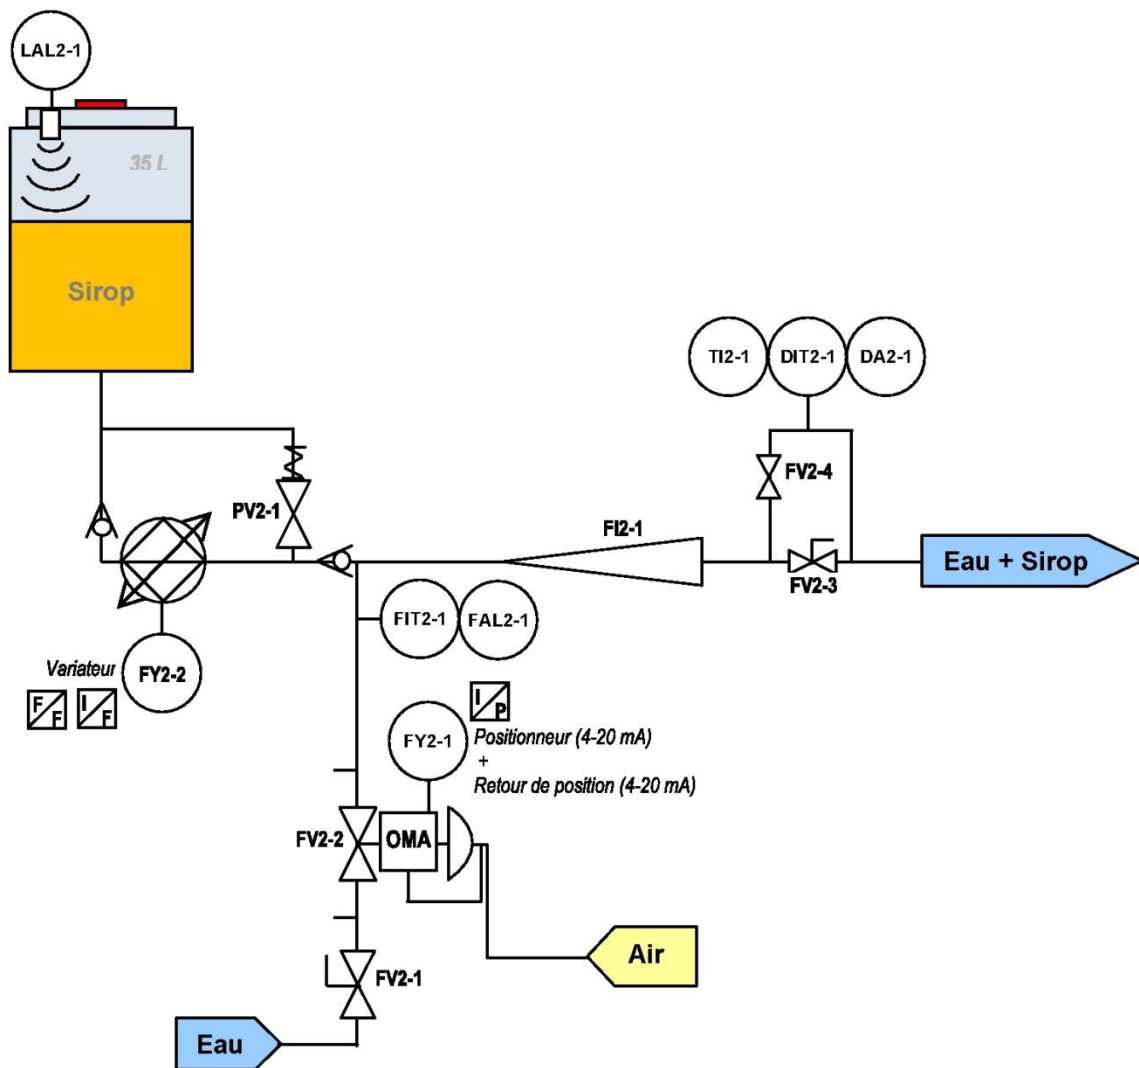 LAL2-1
35 L
Sirop
TI2-1
DIT2-1
DA2-1
FV2-4
PV2-1
FI2-1
Eau + Sirop
FV2-3
FIT2-1
FAL2-1
Variateur
FY2-2
F
F
I
F
I
P
FY2-1
Positionneur (4-20 mA)
+
Retour de position (4-20 mA)
FV2-2
OMA
Air
FV2-1
Eau